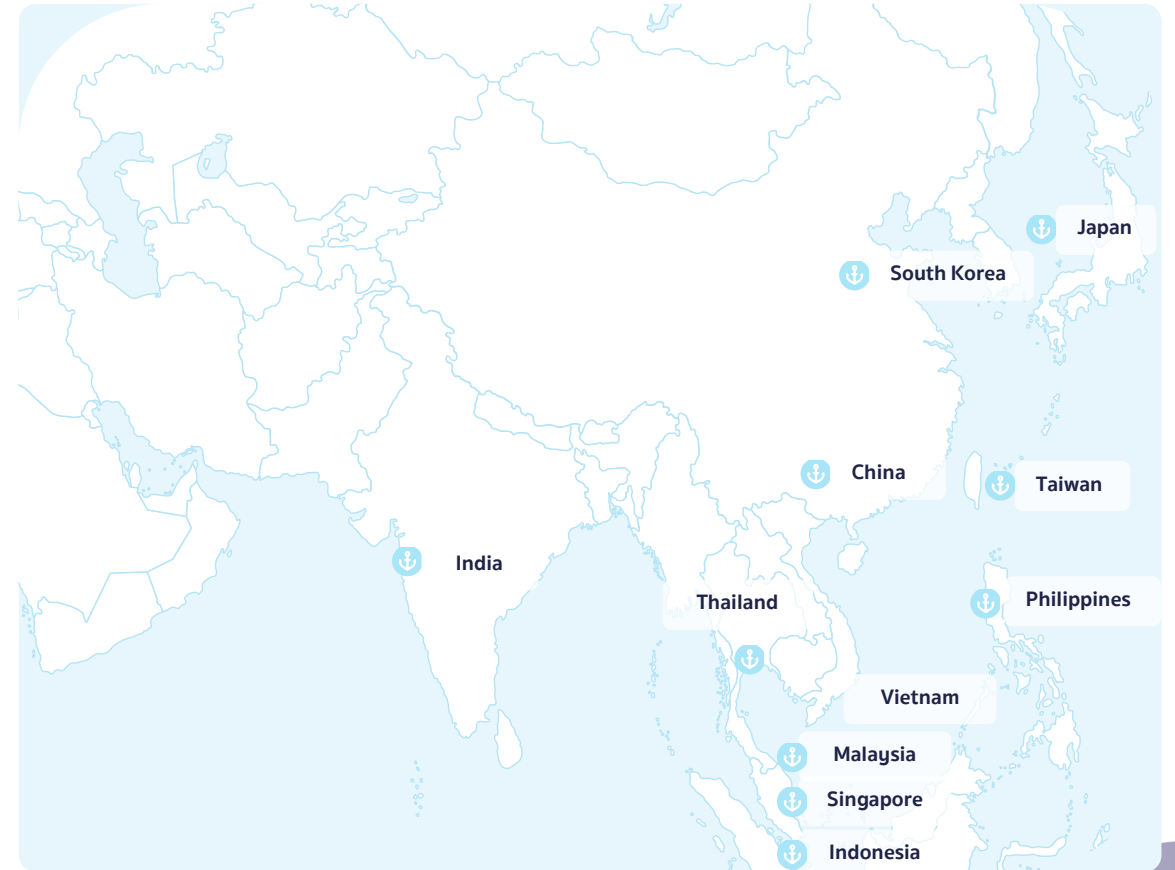 Japan
South Korea
China
Taiwan
India
Thailand
Philippines
Vietnam
Malaysia
Singapore
Indonesia